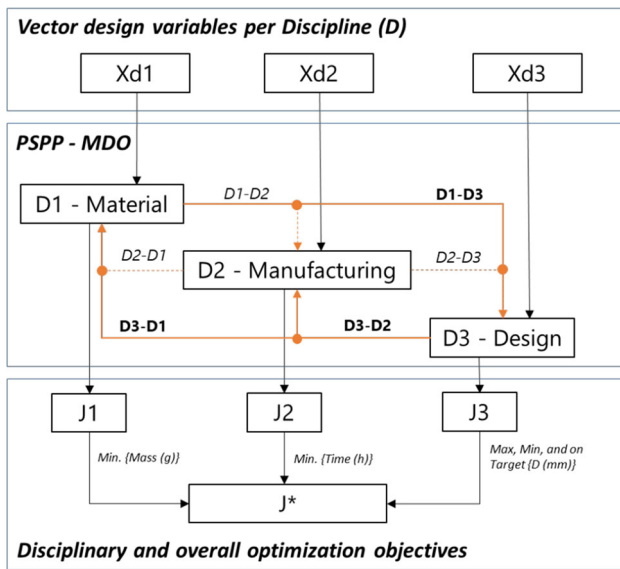 Vector design variables per Discipline (D)
Xd1
Xd2
Xd3
PSPP - MDO
D1 - Material
D1-D2
D1-D3
D2-D1
D2 - Manufacturing
D2-D3
D3-D1
D3-D2
D3 - Design
J1
J2
J3
Min. {Mass (g)}
Min. {Time (h)}
Max, Min, and on
Target {D (mm)}
J*
Disciplinary and overall optimization objectives